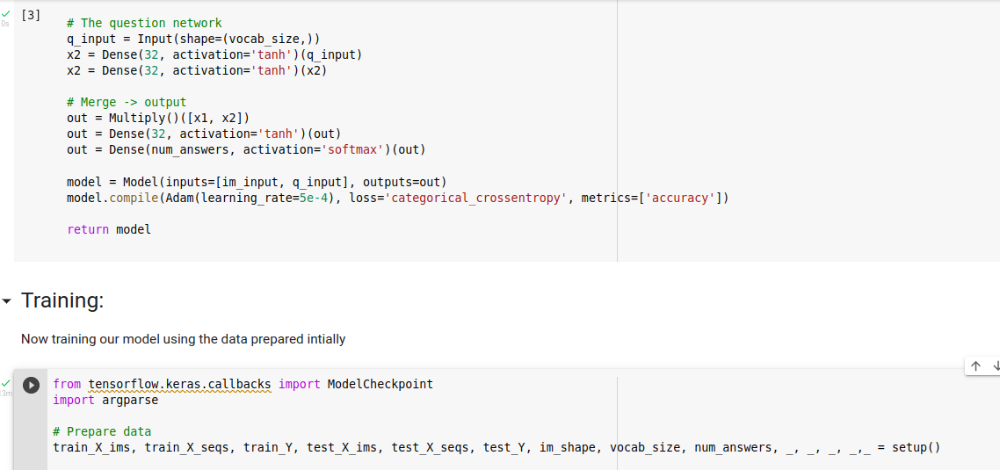 [3]
0s
# The question network
q_input = Input(shape=(vocab_size,))
x2 = Dense(32, activation='tanh')(q_input)
x2 = Dense(32, activation='tanh')(x2)
# Merge -> output
out = Multiply()([x1, x2])
out = Dense(32, activation='tanh')(out)
out = Dense(num_answers, activation='softmax')(out)
model = Model(inputs=[im_input, q_input], outputs=out)
model.compile(Adam(learning_rate=5e-4), loss='categorical_crossentropy', metrics=['accuracy'])
return model
Training:
Now training our model using the data prepared intially
13m
from tensorflow.keras.callbacks import ModelCheckpoint
import argparse
# Prepare data
train_X_ims, train_X_seqs, train_Y, test_X_ims, test_X_seqs, test_Y, im_shape, vocab_size, num_answers, _, _, _, _,_ = setup()